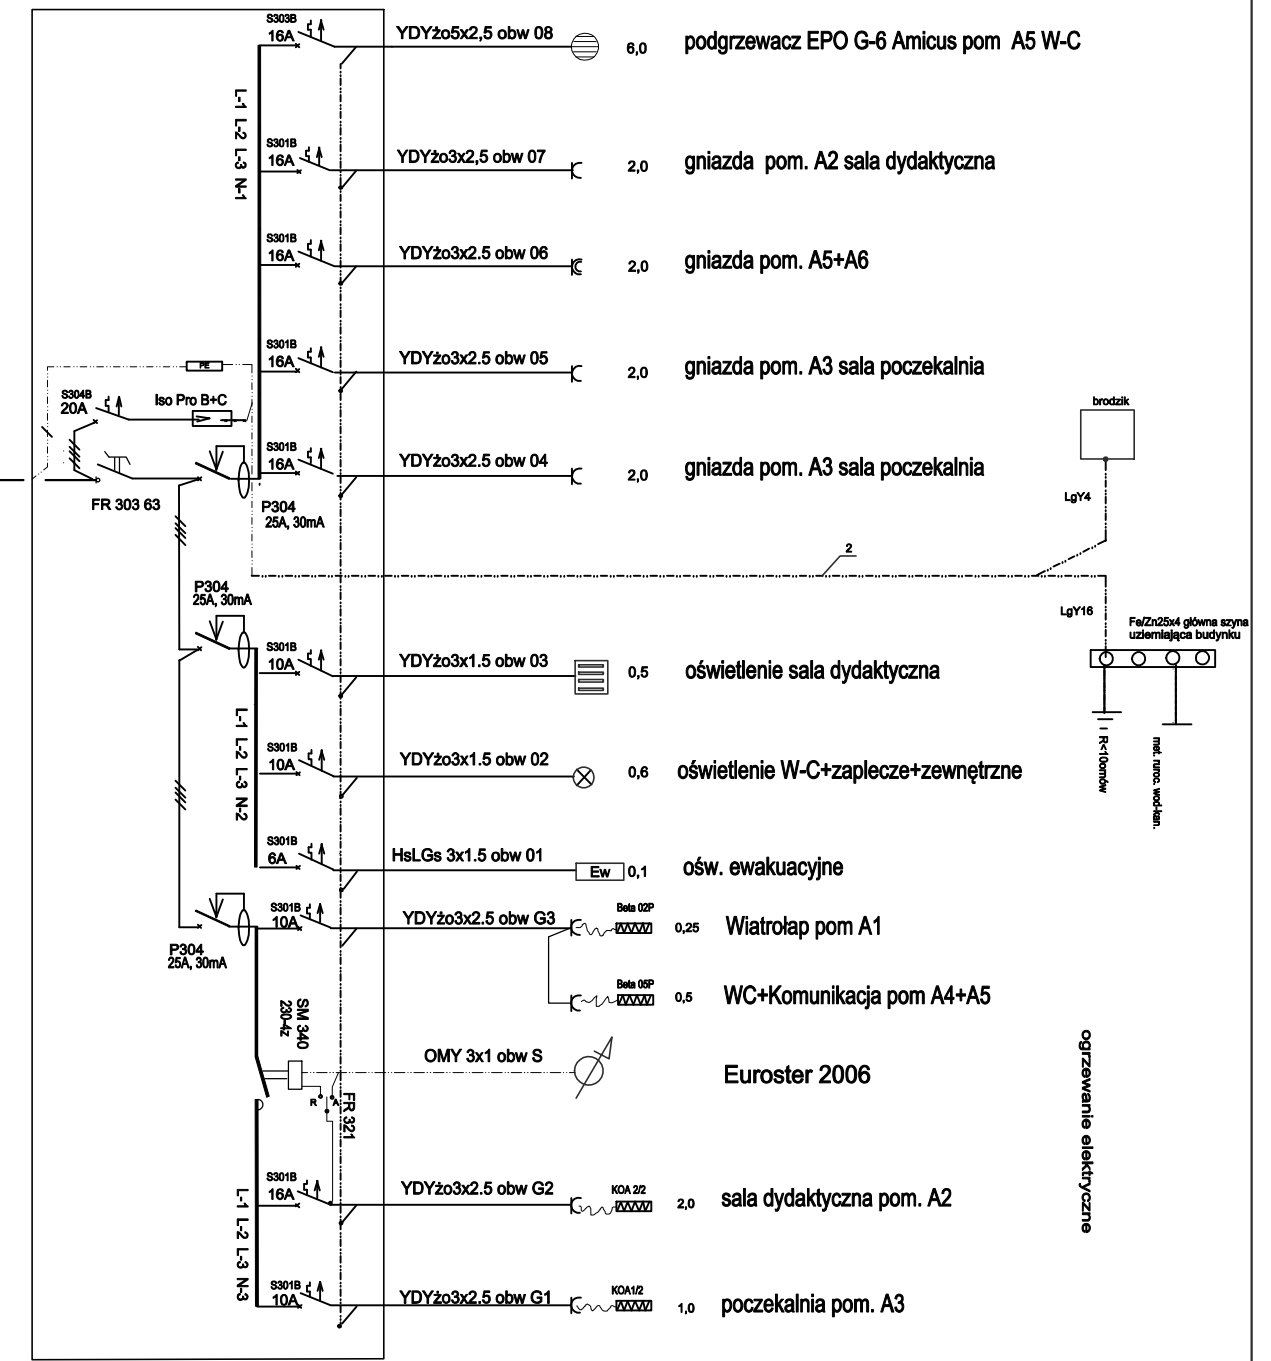 S303B
16A
YDYżo5x2,5 obw 08
6,0
podgrzewacz EPO G-6 Amicus pom A5 W-C
L-1 L-2 L-3 N-1
S301B
16A
YDYżo3x2,5 obw 07
2,0
gniazda pom. A2 sala dydaktyczna
S301B
16A
YDYżo3x2.5 obw 06
2,0
gniazda pom. A5+A6
S301B
16A
YDYżo3x2.5 obw 05
2,0
gniazda pom. A3 sala poczekalnia
PE
S304B
20A
Iso Pro B+C
brodzik
S301B
16A
YDYżo3x2.5 obw 04
2,0
gniazda pom. A3 sala poczekalnia
FR 303 63
P304
25A, 30mA
LgY4
2
P304
25A, 30mA
LgY16
Fe/Zn25x4 główna szyna
uziemiająca budynku
S301B
10A
YDYżo3x1.5 obw 03
0,5
oświetlenie sala dydaktyczna
L-1 L-2 L-3 N-2
S301B
10A
YDYżo3x1.5 obw 02
0,6
oświetlenie W-C+zaplecze+zewnętrzne
R<10omów
met. ruroc. wod-kan.
S301B
6A
HsLGs 3x1.5 obw 01
Ew
0,1
ośw. ewakuacyjne
S301B
10A
YDYżo3x2.5 obw G3
Beta 02P
0,25
Wiatrołap pom A1
P304
25A, 30mA
Beta 05P
0,5
WC+Komunikacja pom A4+A5
SM 340
230-4z
OMY 3x1 obw S
Euroster 2006
R
A
FR 321
ogrzewanie elektryczne
S301B
16A
YDYżo3x2.5 obw G2
KOA 2/2
2,0
sala dydaktyczna pom. A2
L-1 L-2 L-3 N-3
S301B
10A
YDYżo3x2.5 obw G1
KOA1/2
1,0
poczekalnia pom. A3